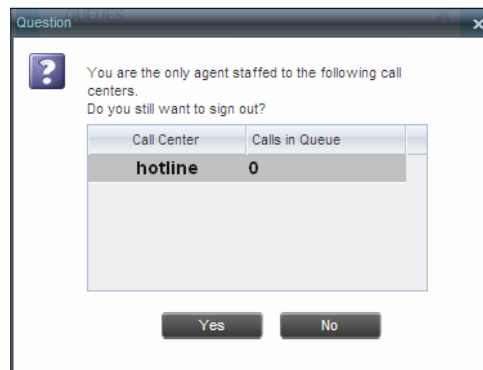 Question
QUEUES
You are the only agent staffed to the following call
centers.
Do you still want to sign out?
Call Center Calls in Queue
hotline 0
Yes No